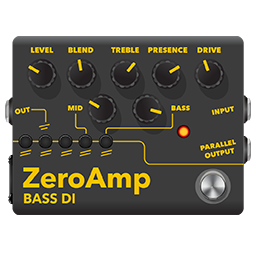 LEVEL BLEND TREBLE PRESENCE DRIVE
MID BASS
OUT INPUT
PARALLEL
OUTPUT
ZeroAmp
BASS DI